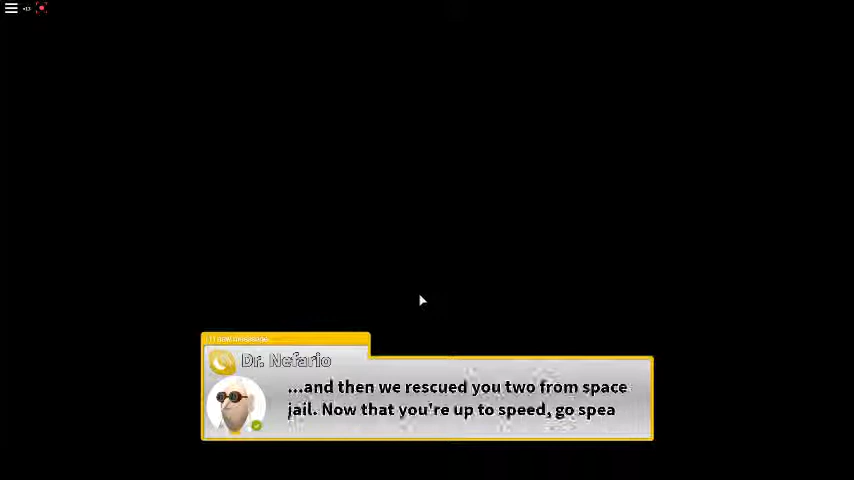 +13
Dr. Nefario
...and then we rescued you two from space
jail. Now that you're up to speed, go spea